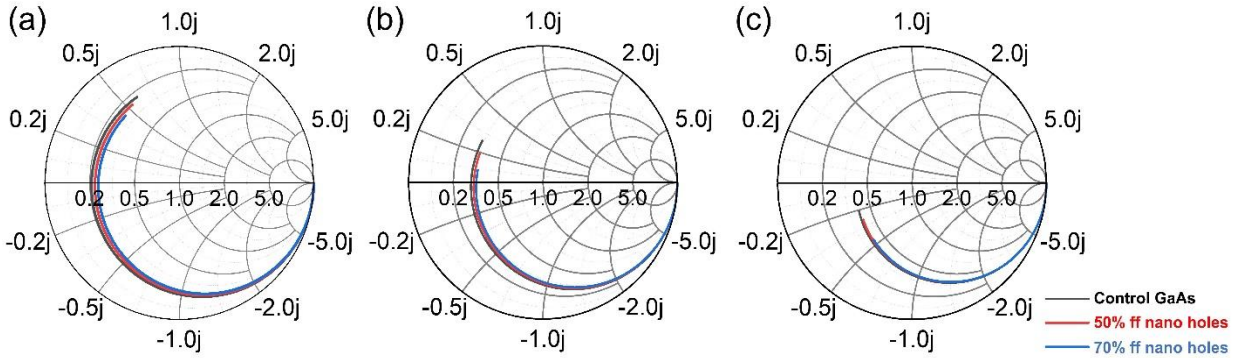 (a)
1.0j
0.5j
2.0j
0.2j
5.0j
0.2 0.5 1.0 2.0 5.0
-0.2j
-5.0j
-0.5j
-2.0j
-1.0j
(b)
1.0j
0.5j
2.0j
0.2j
5.0j
0.2 0.5 1.0 2.0 5.0
-0.2j
-5.0j
-0.5j
-2.0j
-1.0j
(c)
1.0j
0.5j
2.0j
0.2j
5.0j
0.2 0.5 1.0 2.0 5.0
-0.2j
-5.0j
-0.5j
-2.0j
-1.0j
Control GaAs
50% ff nano holes
70% ff nano holes